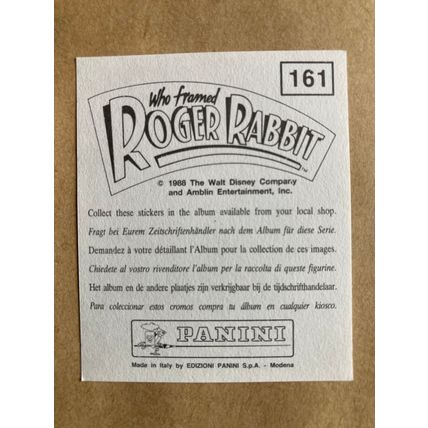 161
Who Framed
ROGER RABBIT
TM
© 1988 The Walt Disney Company
and Amblin Entertainment, Inc.
Collect these stickers in the album available from your local shop.
Fragt bei Eurem Zeitschriftenhändler nach dem Album für diese Serie.
Demandez à votre détaillant l'Album pour la collection de ces images.
Chiedete al vostro rivenditore l'album per la raccolta di queste figurine.
Het album en de andere plaatjes zijn verkrijgbaar bij de tijdschrifthandelaar.
Para coleccionar estos cromos compra tu álbum en cualquier kiosco.
PANINI
Made in Italy by EDIZIONI PANINI S.p.A. - Modena